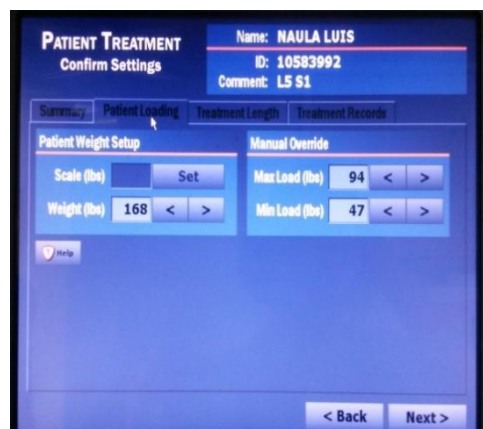 PATIENT TREATMENT
Confirm Settings
Name: NAULA LUIS
ID: 10583992
Comment: L5 S1
Summary Patient Loading Treatment Length Treatment Records
Patient Weight Setup
Scale (lbs) Set
Weight (lbs) 168 < >
Manual Override
Max Load (lbs) 94 < >
Min Load (lbs) 47 < >
Help
< Back Next >